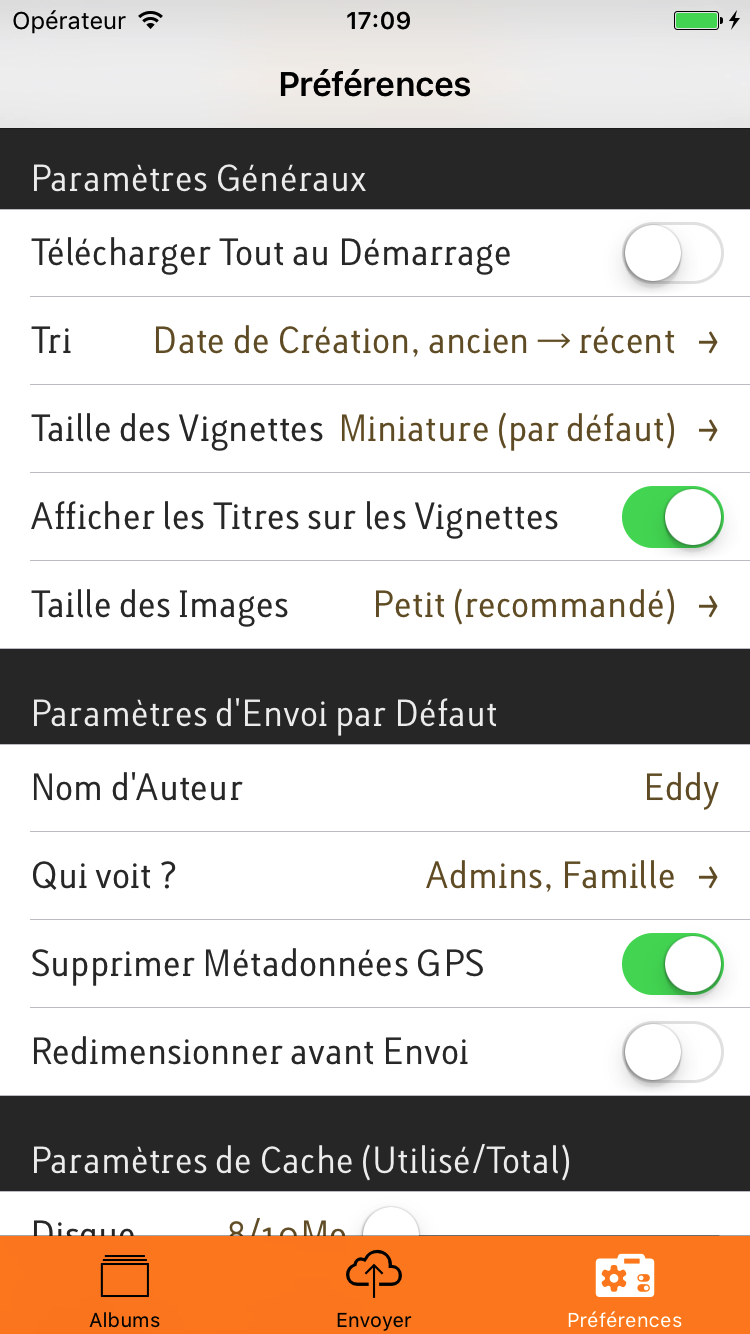 Opérateur 17:09
Préférences
Paramètres Généraux
Télécharger Tout au Démarrage
Tri Date de Création, ancien → récent →
Taille des Vignettes Miniature (par défaut) →
Afficher les Titres sur les Vignettes
Taille des Images Petit (recommandé) →
Paramètres d'Envoi par Défaut
Nom d'Auteur Eddy
Qui voit ? Admins, Famille →
Supprimer Métadonnées GPS
Redimensionner avant Envoi
Paramètres de Cache (Utilisé/Total)
Disque 8/10Mo
Albums Envoyer Préférences